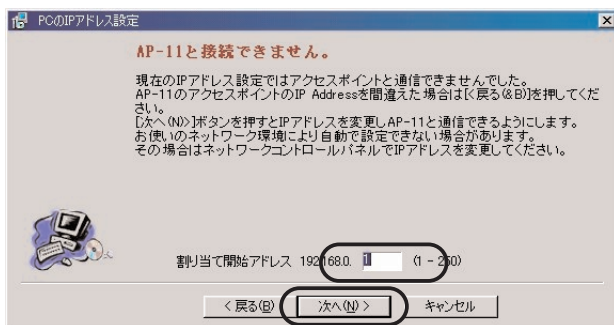 PCのIPアドレス設定
AP-11と接続できません。
現在のIPアドレス設定ではアクセスポイントと通信できませんでした。
AP-11のアクセスポイントのIP Addressを間違えた場合は[<戻る(&B)]を押してくだ
さい。
[次へ(N)>]ボタンを押すとIPアドレスを変更しAP-11と通信できるようにします。
お使いのネットワーク環境により自動で設定できない場合があります。
その場合はネットワークコントロールパネルでIPアドレスを変更してください。
割り当て開始アドレス 192.168.0. 1 (1 - 250)
< 戻る(B) 次へ(N) > キャンセル